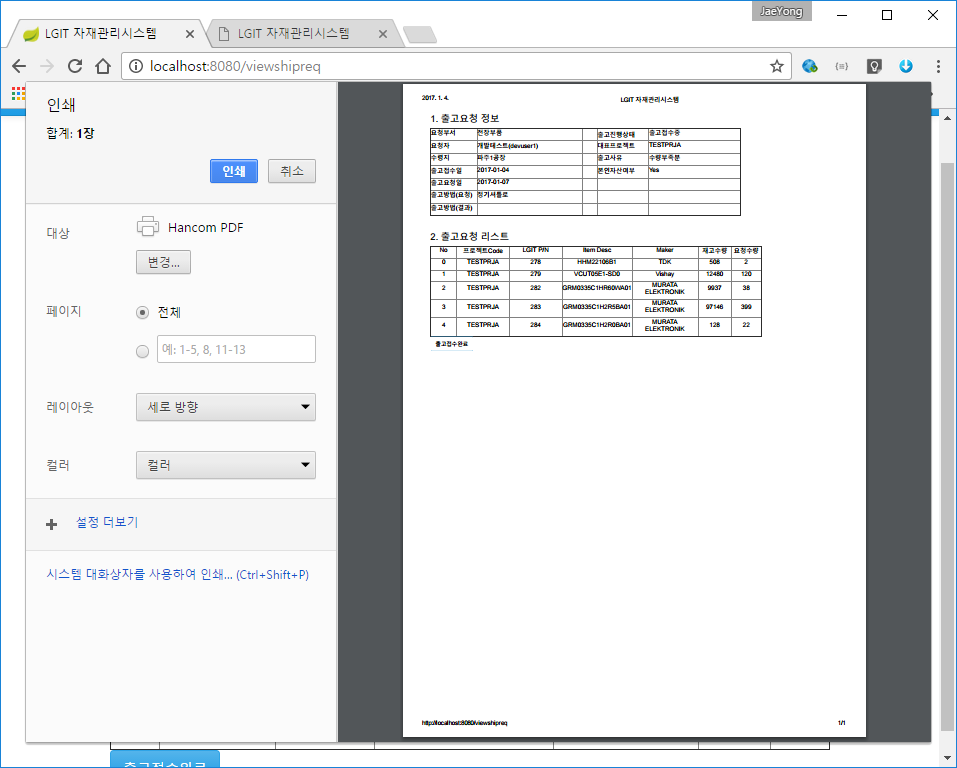 JaeYong
LGIT 자재관리시스템
LGIT 자재관리시스템
localhost:8080/viewshipreq
인쇄
합계: 1장
인쇄 취소
대상 Hancom PDF
변경...
페이지 전체
예: 1-5, 8, 11-13
레이아웃 세로 방향
컬러 컬러
설정 더보기
시스템 대화상자를 사용하여 인쇄... (Ctrl+Shift+P)
2017. 1. 4. LGIT 자재관리시스템
1. 출고요청 정보
요청부서 전장부품 출고진행상태 출고접수중
요청자 개발테스트(devuser1) 대표프로젝트 TESTPRJA
수령지 파주1공장 출고사유 수량부족분
출고접수일 2017-01-04 본연자산여부 Yes
출고요청일 2017-01-07
출고방법(요청) 정기셔틀로
출고방법(결과)
2. 출고요청 리스트
No 프로젝트Code LGIT P/N Item Desc Maker 재고수량 요청수량
0 TESTPRJA 278 HHM22106B1 TDK 508 2
1 TESTPRJA 279 VCUT05E1-SD0 Vishay 12480 120
2 TESTPRJA 282 GRM0335C1HR60WA01 MURATA ELEKTRONIK 9937 38
3 TESTPRJA 283 GRM0335C1H2R5BA01 MURATA ELEKTRONIK 97146 399
4 TESTPRJA 284 GRM0335C1H2R0BA01 MURATA ELEKTRONIK 128 22
출고접수완료
http://localhost:8080/viewshipreq 1/1
출고접수완료